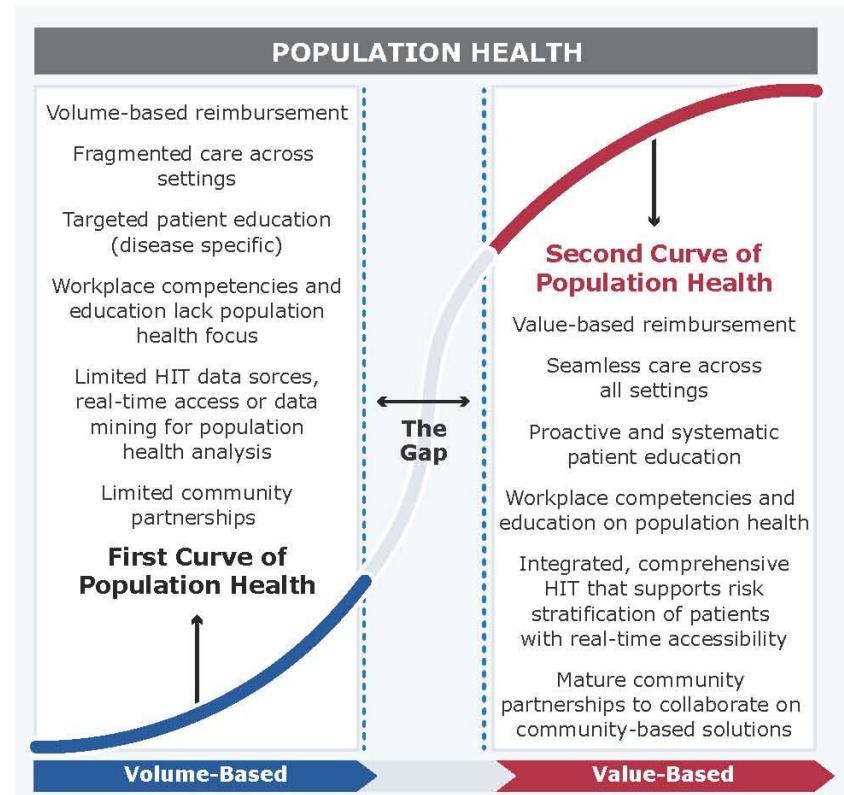 POPULATION HEALTH
Volume-based reimbursement
Fragmented care across
settings
Targeted patient education
(disease specific)
Workplace competencies and
education lack population
health focus
Limited HIT data sorces,
real-time access or data
mining for population
health analysis
Limited community
partnerships
First Curve of
Population Health
The
Gap
Second Curve of
Population Health
Value-based reimbursement
Seamless care across
all settings
Proactive and systematic
patient education
Workplace competencies and
education on population health
Integrated, comprehensive
HIT that supports risk
stratification of patients
with real-time accessibility
Mature community
partnerships to collaborate on
community-based solutions
Volume-Based
Value-Based